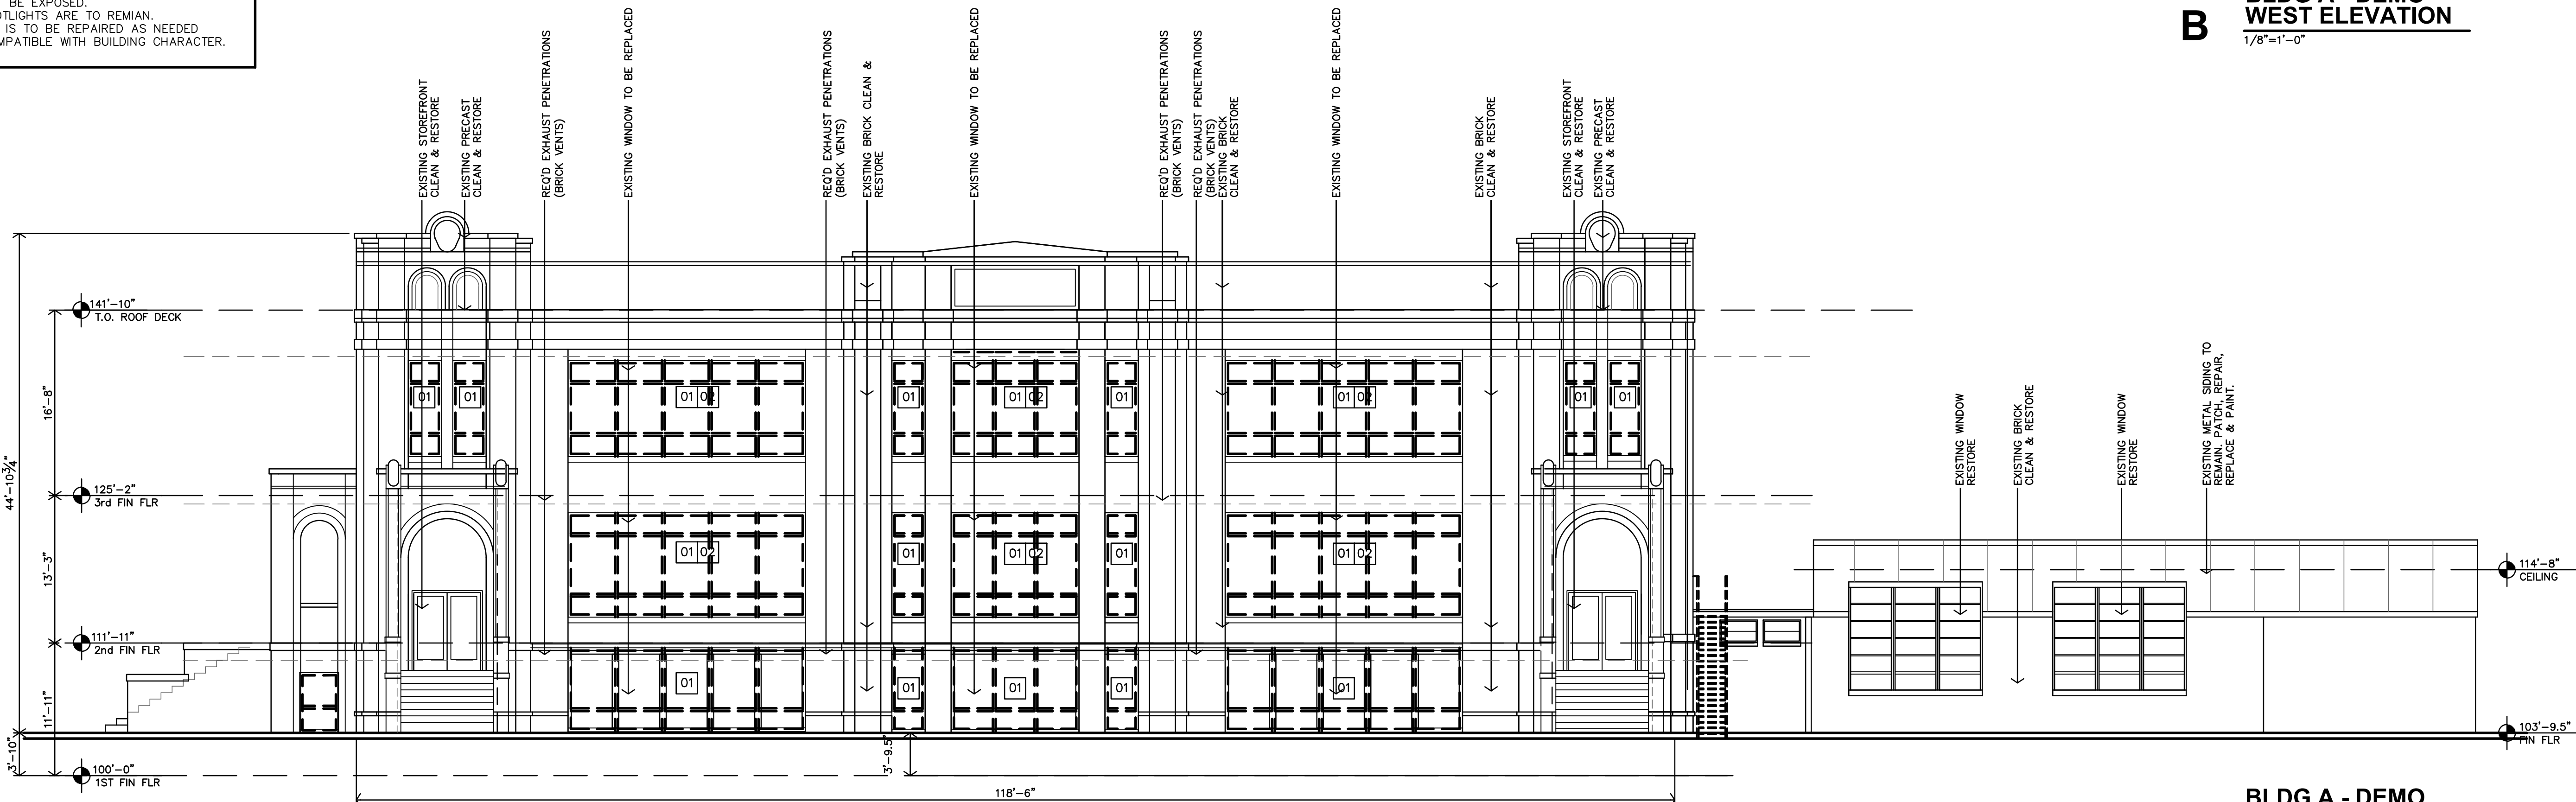 BE EXPOSED.
OTLIGHTS ARE TO REMIAN.
IS TO BE REPAIRED AS NEEDED
MPATIBLE WITH BUILDING CHARACTER.
B
BLDG A - DEMO
WEST ELEVATION
1/8"=1'-0"
EXISTING STOREFRONT
CLEAN & RESTORE
EXISTING PRECAST
CLEAN & RESTORE
REQ'D EXHAUST PENETRATIONS
(BRICK VENTS)
EXISTING WINDOW TO BE REPLACED
REQ'D EXHAUST PENETRATIONS
(BRICK VENTS)
EXISTING BRICK CLEAN &
RESTORE
EXISTING WINDOW TO BE REPLACED
REQ'D EXHAUST PENETRATIONS
(BRICK VENTS)
REQ'D EXHAUST PENETRATIONS
(BRICK VENTS)
EXISTING BRICK
CLEAN & RESTORE
EXISTING WINDOW TO BE REPLACED
EXISTING BRICK
CLEAN & RESTORE
EXISTING STOREFRONT
CLEAN & RESTORE
EXISTING PRECAST
CLEAN & RESTORE
EXISTING WINDOW
RESTORE
EXISTING BRICK
CLEAN & RESTORE
EXISTING WINDOW
RESTORE
EXISTING METAL SIDING TO
REMAIN. PATCH, REPAIR,
REPLACE & PAINT.
141'-10"
T.O. ROOF DECK
16'-8"
44'-10¾"
125'-2"
3rd FIN FLR
13'-3"
111'-11"
2nd FIN FLR
11'-11"
3'-10"
100'-0"
1ST FIN FLR
01 01 01 02 01 01 02 01 01 02 01 01
01 02 01 01 02 01 01 02
01 01 01 01 01
114'-8"
CEILING
103'-9.5"
FIN FLR
3'-9.5"
118'-6"
BLDG A - DEMO